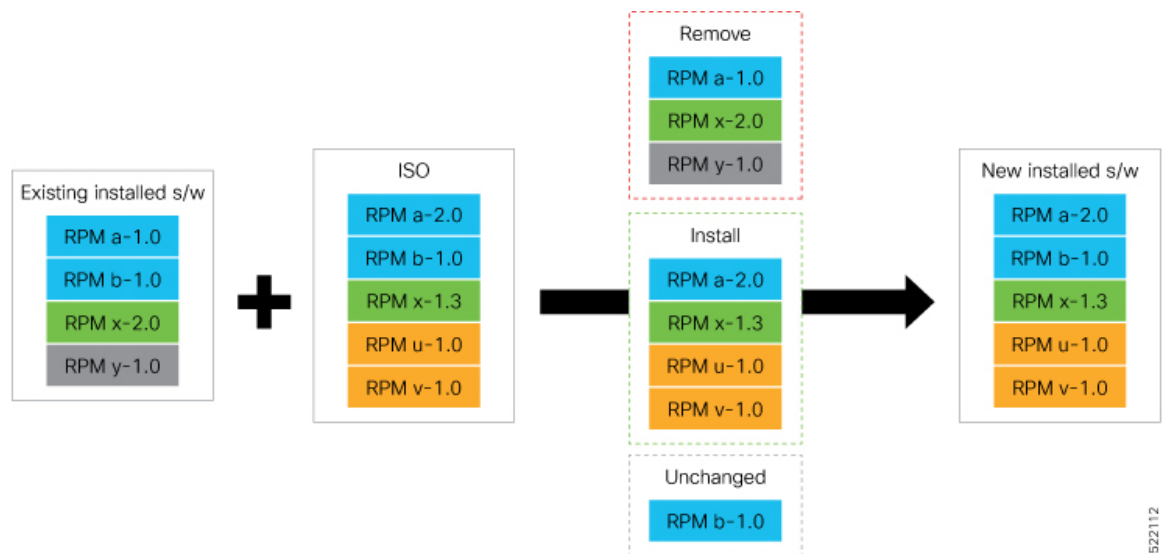 Existing installed s/w
RPM a-1.0
RPM b-1.0
RPM x-2.0
RPM y-1.0
ISO
RPM a-2.0
RPM b-1.0
RPM x-1.3
RPM u-1.0
RPM v-1.0
Remove
RPM a-1.0
RPM x-2.0
RPM y-1.0
Install
RPM a-2.0
RPM x-1.3
RPM u-1.0
RPM v-1.0
Unchanged
RPM b-1.0
New installed s/w
RPM a-2.0
RPM b-1.0
RPM x-1.3
RPM u-1.0
RPM v-1.0
522112